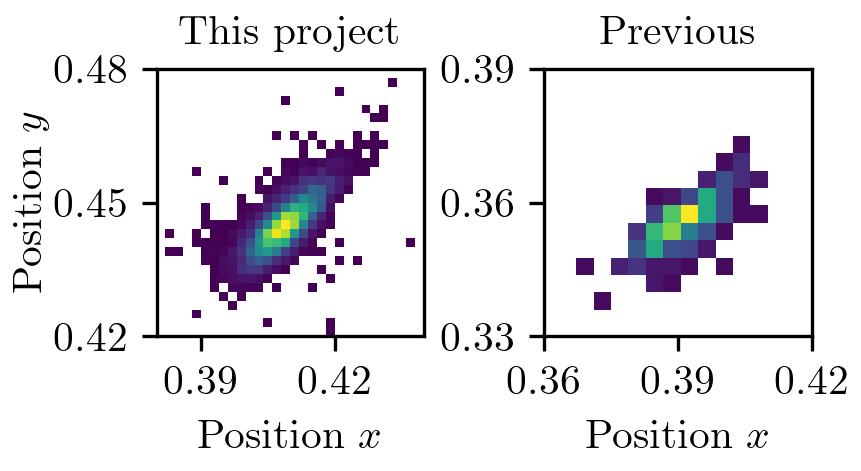 This project
Previous
0.48
0.45
0.42
Position y
0.39
0.42
Position x
0.39
0.36
0.33
0.36
0.39
0.42
Position x